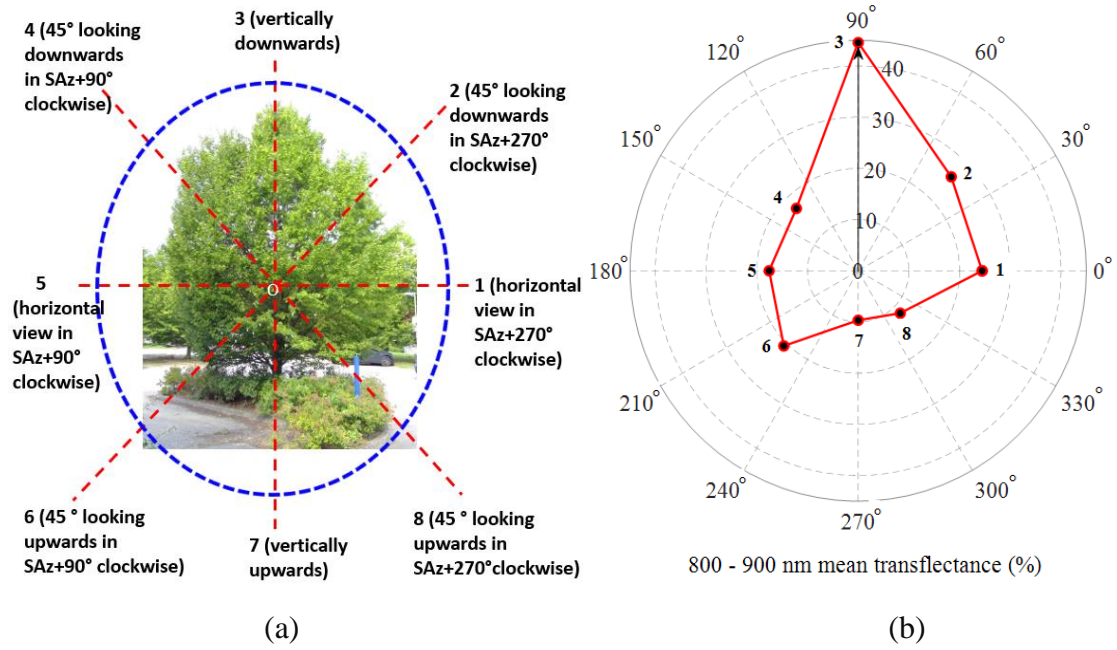 4 (45° looking
downwards
in SAz+90°
clockwise)
3 (vertically
downwards)
2 (45° looking
downwards
in SAz+270°
clockwise)
5
(horizontal
view in
SAz+90°
clockwise)
O
1 (horizontal
view in
SAz+270°
clockwise)
6 (45 ° looking
upwards in
SAz+90° clockwise)
7 (vertically
upwards)
8 (45 ° looking
upwards in
SAz+270°clockwise)
(a)
90°
120°
60°
3
40
150°
30°
30
2
20
4
10
180°
5
0
1
0°
6
7
8
210°
330°
240°
300°
270°
800 - 900 nm mean transflectance (%)
(b)